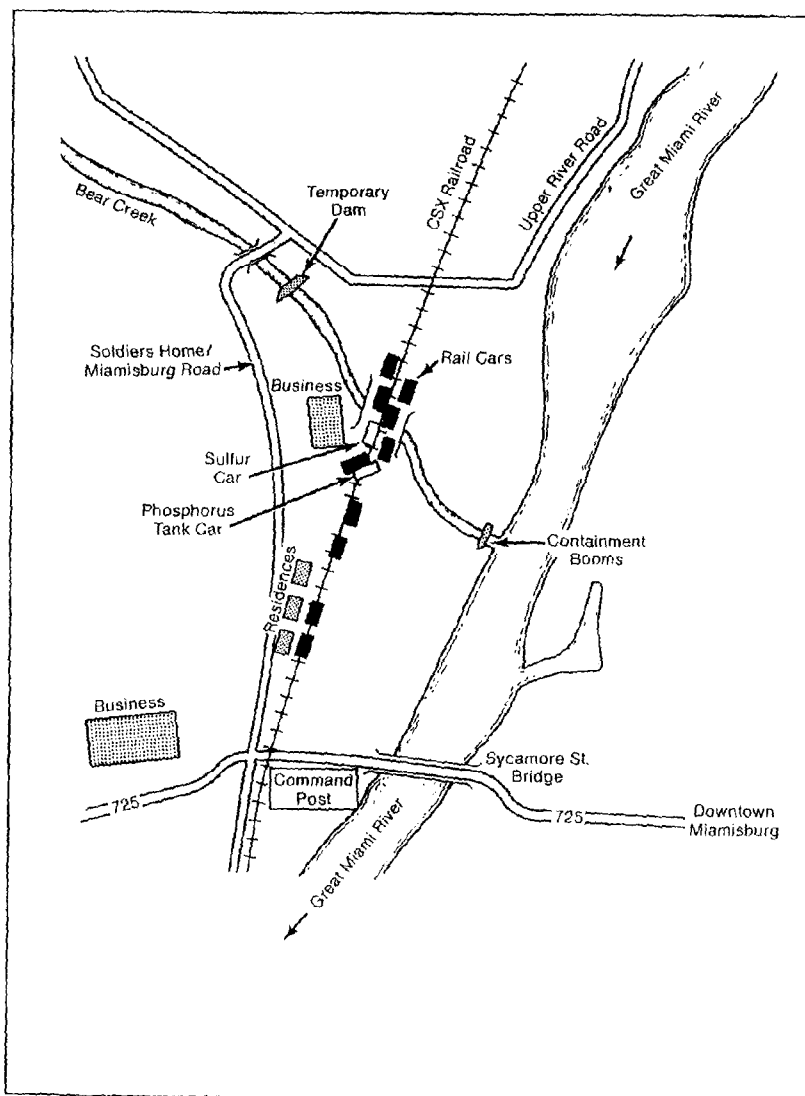 CSX Railroad
Upper River Road
Great Miami River
Bear Creek
Temporary
Dam
Soldiers Home/
Miamisburg Road
Rail Cars
Business
Sulfur
Car
Phosphorus
Tank Car
Containment
Booms
Residences
Business
Sycamore St.
Bridge
Command
Post
725
725
Downtown
Miamisburg
Great Miami River